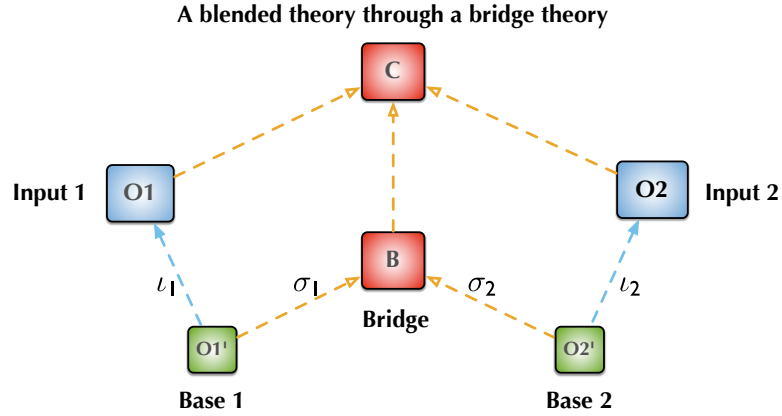 A blended theory through a bridge theory
C
Input 1
O1
O2
Input 2
B
ι1
σ1
σ2
ι2
Bridge
O1'
O2'
Base 1
Base 2